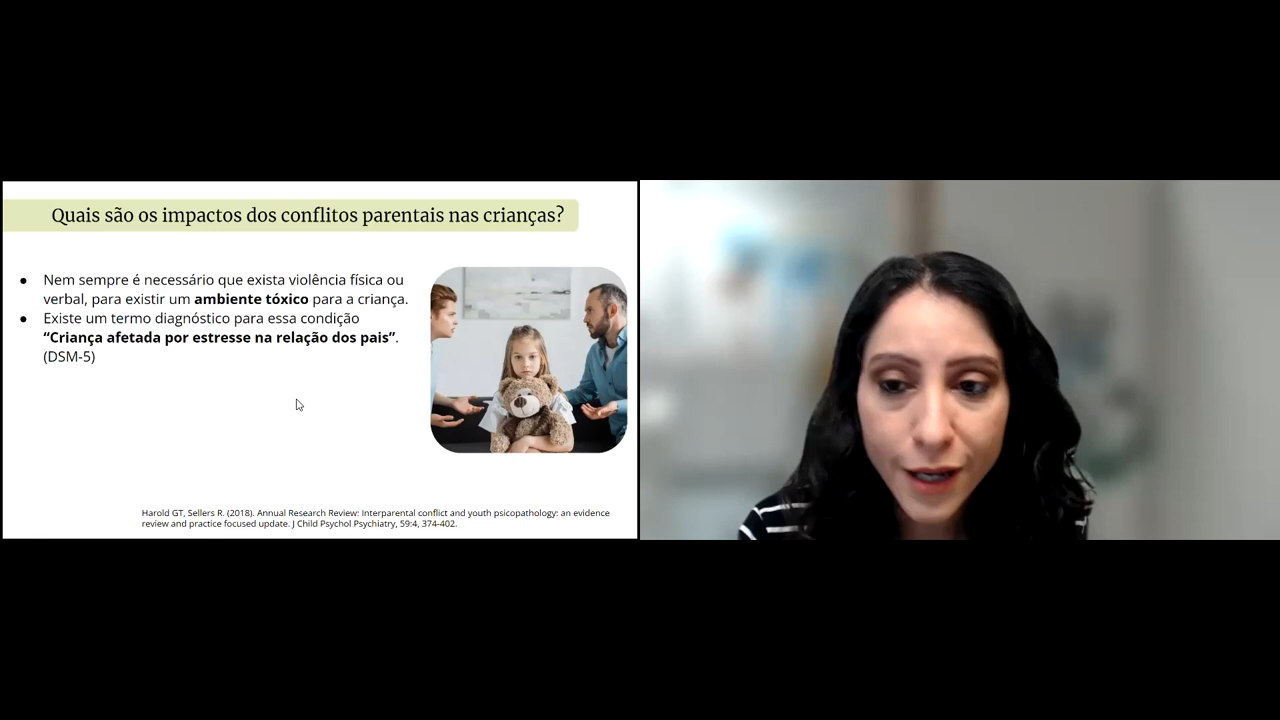 Quais são os impactos dos conflitos parentais nas crianças?
● Nem sempre é necessário que exista violência física ou
verbal, para existir um ambiente tóxico para a criança.
● Existe um termo diagnóstico para essa condição
“Criança afetada por estresse na relação dos pais”.
(DSM-5)
Harold GT, Sellers R. (2018). Annual Research Review: Interparental conflict and youth psicopathology: an evidence
review and practice focused update. J Child Psychol Psychiatry, 59:4, 374-402.